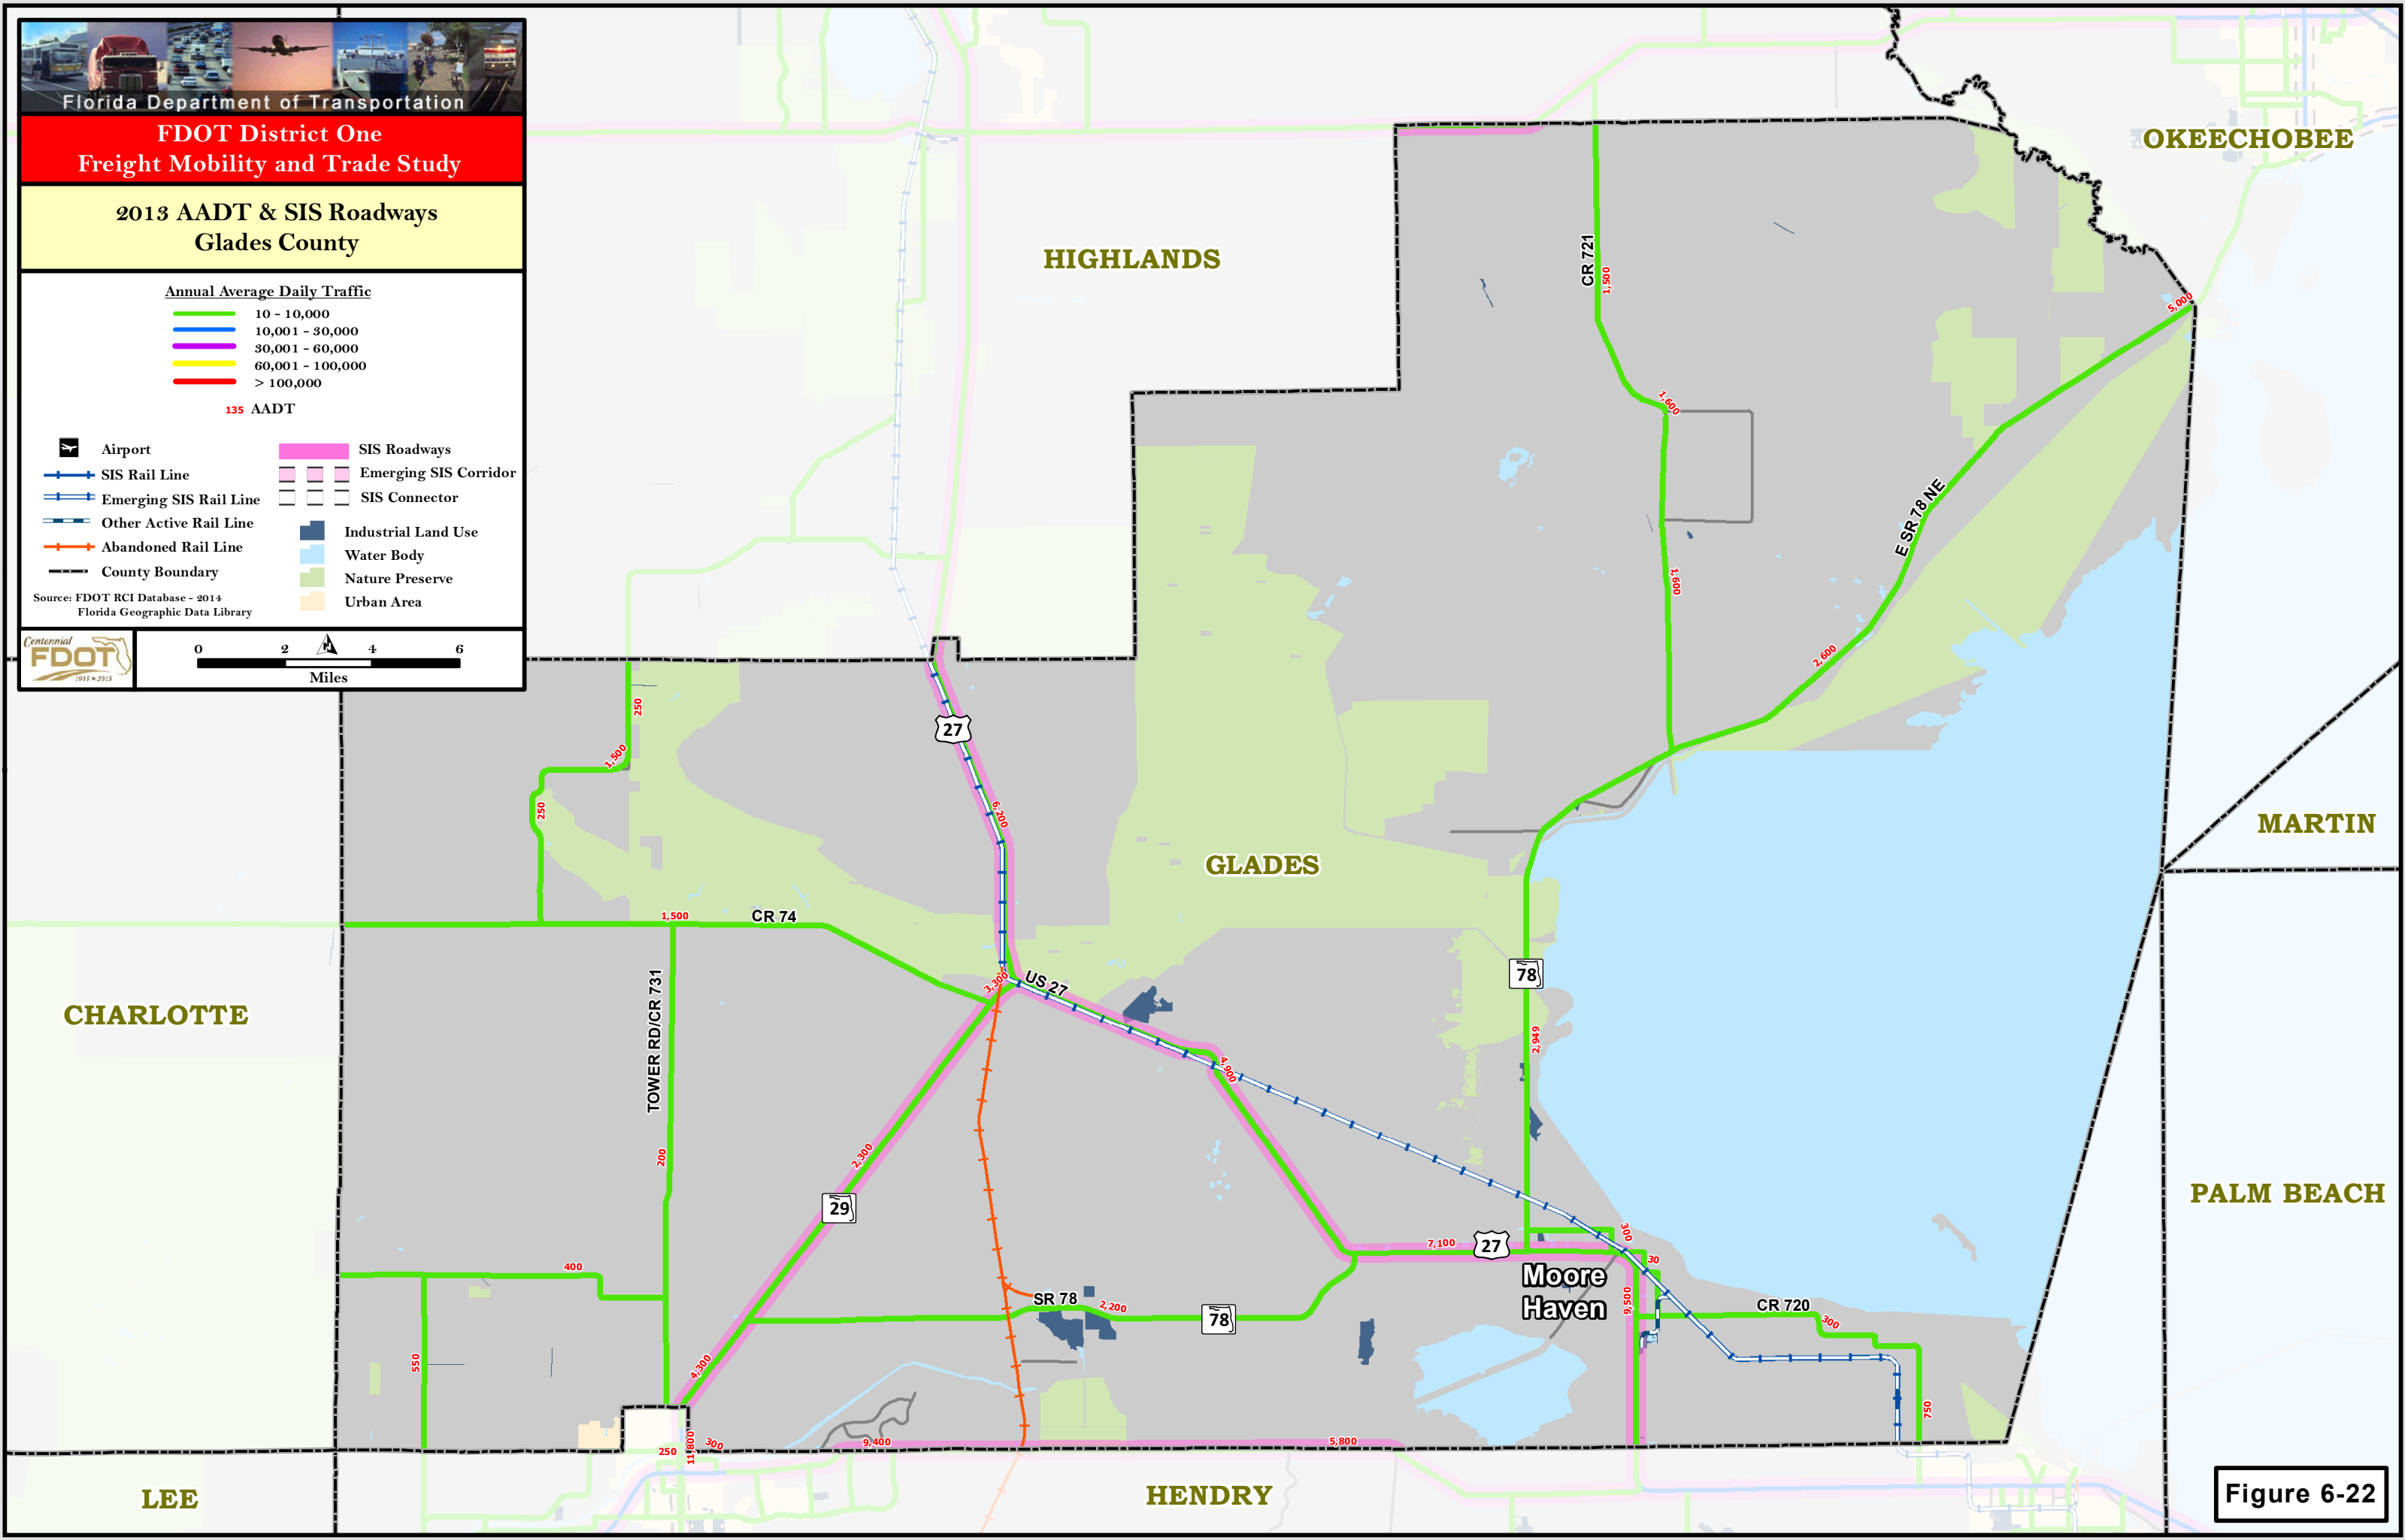 Florida Department of Transportation
FDOT District One
Freight Mobility and Trade Study
2013 AADT & SIS Roadways
Glades County
Annual Average Daily Traffic
10 - 10,000
10,001 - 30,000
30,001 - 60,000
60,001 - 100,000
> 100,000
135 AADT
Airport
SIS Rail Line
Emerging SIS Rail Line
Other Active Rail Line
Abandoned Rail Line
County Boundary
SIS Roadways
Emerging SIS Corridor
SIS Connector
Industrial Land Use
Water Body
Nature Preserve
Urban Area
Source: FDOT RCI Database - 2014
Florida Geographic Data Library
Centennial
FDOT
1915 * 2015
N
0 2 4 6
Miles
OKEECHOBEE
HIGHLANDS
CR 721
1,500
5,000
1,600
E SR 78 NE
1,600
2,600
250
27
1,500
250
6,200
MARTIN
GLADES
1,500
CR 74
3,300
US 27
78
CHARLOTTE
TOWER RD/CR 731
2,949
4,900
200
2,300
29
PALM BEACH
300
7,100
27
30
400
Moore
Haven
9,500
SR 78
2,200
78
CR 720
300
550
4,300
750
250
11,800
300
9,400
5,800
LEE
HENDRY
Figure 6-22